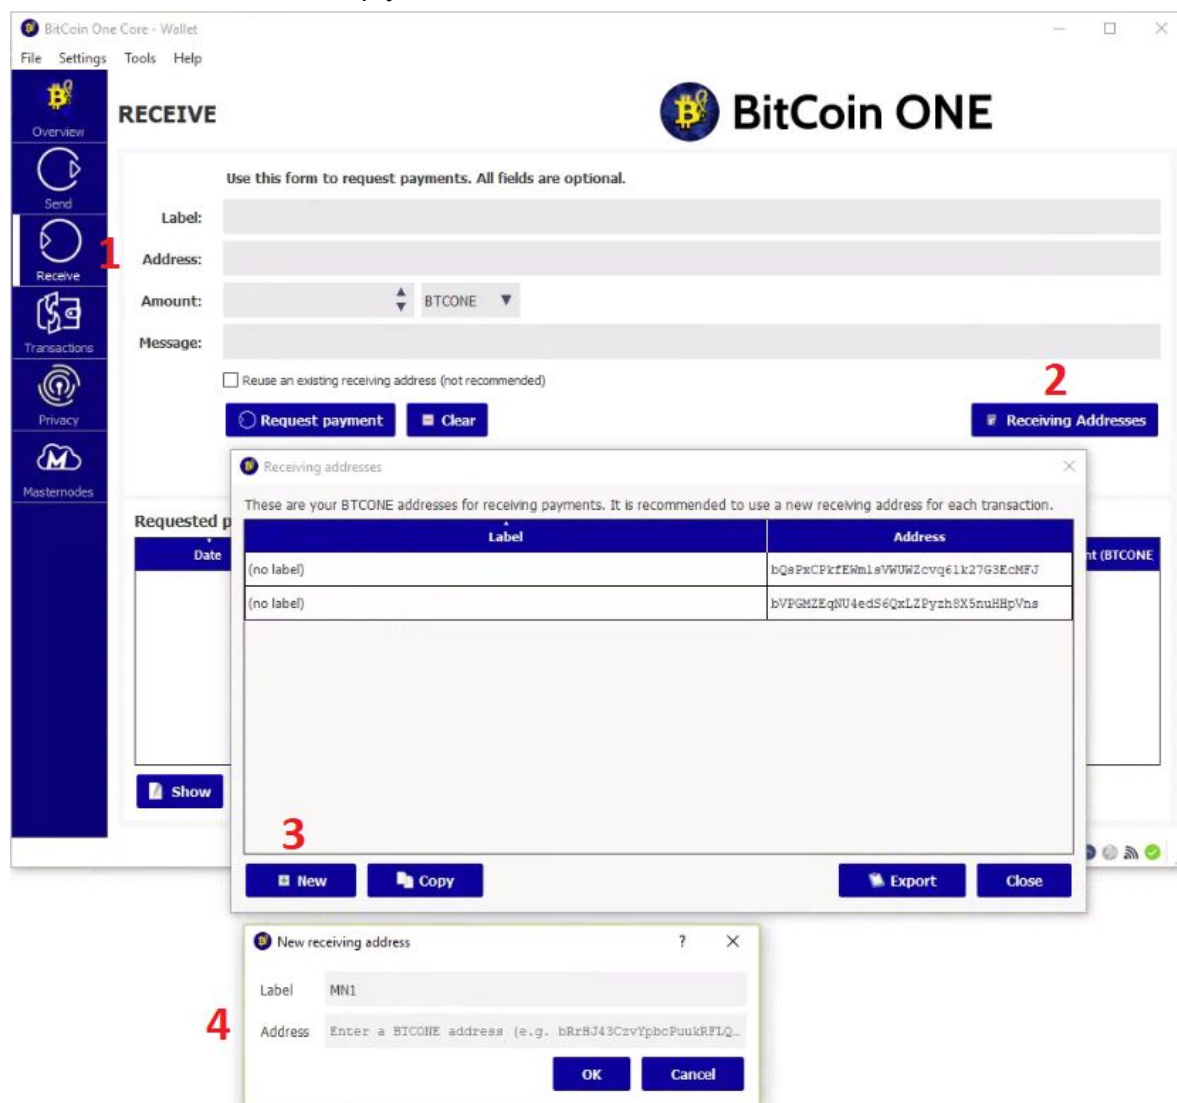 BitCoin One Core - Wallet
File Settings Tools Help
Overview
Send
Receive
Transactions
Privacy
Masternodes
RECEIVE
BitCoin ONE
Use this form to request payments. All fields are optional.
Label:
1
Address:
Amount: BTCONE
Message:
Reuse an existing receiving address (not recommended)
2
Request payment Clear Receiving Addresses
Receiving addresses
These are your BTCONE addresses for receiving payments. It is recommended to use a new receiving address for each transaction.
Requested p
Date
(BTCONE
Label Address
(no label)
(no label)
Show
3
New Copy Export Close
New receiving address ?
Label MN1
4
Address Enter a BTCONE address (e.g.
OK Cancel